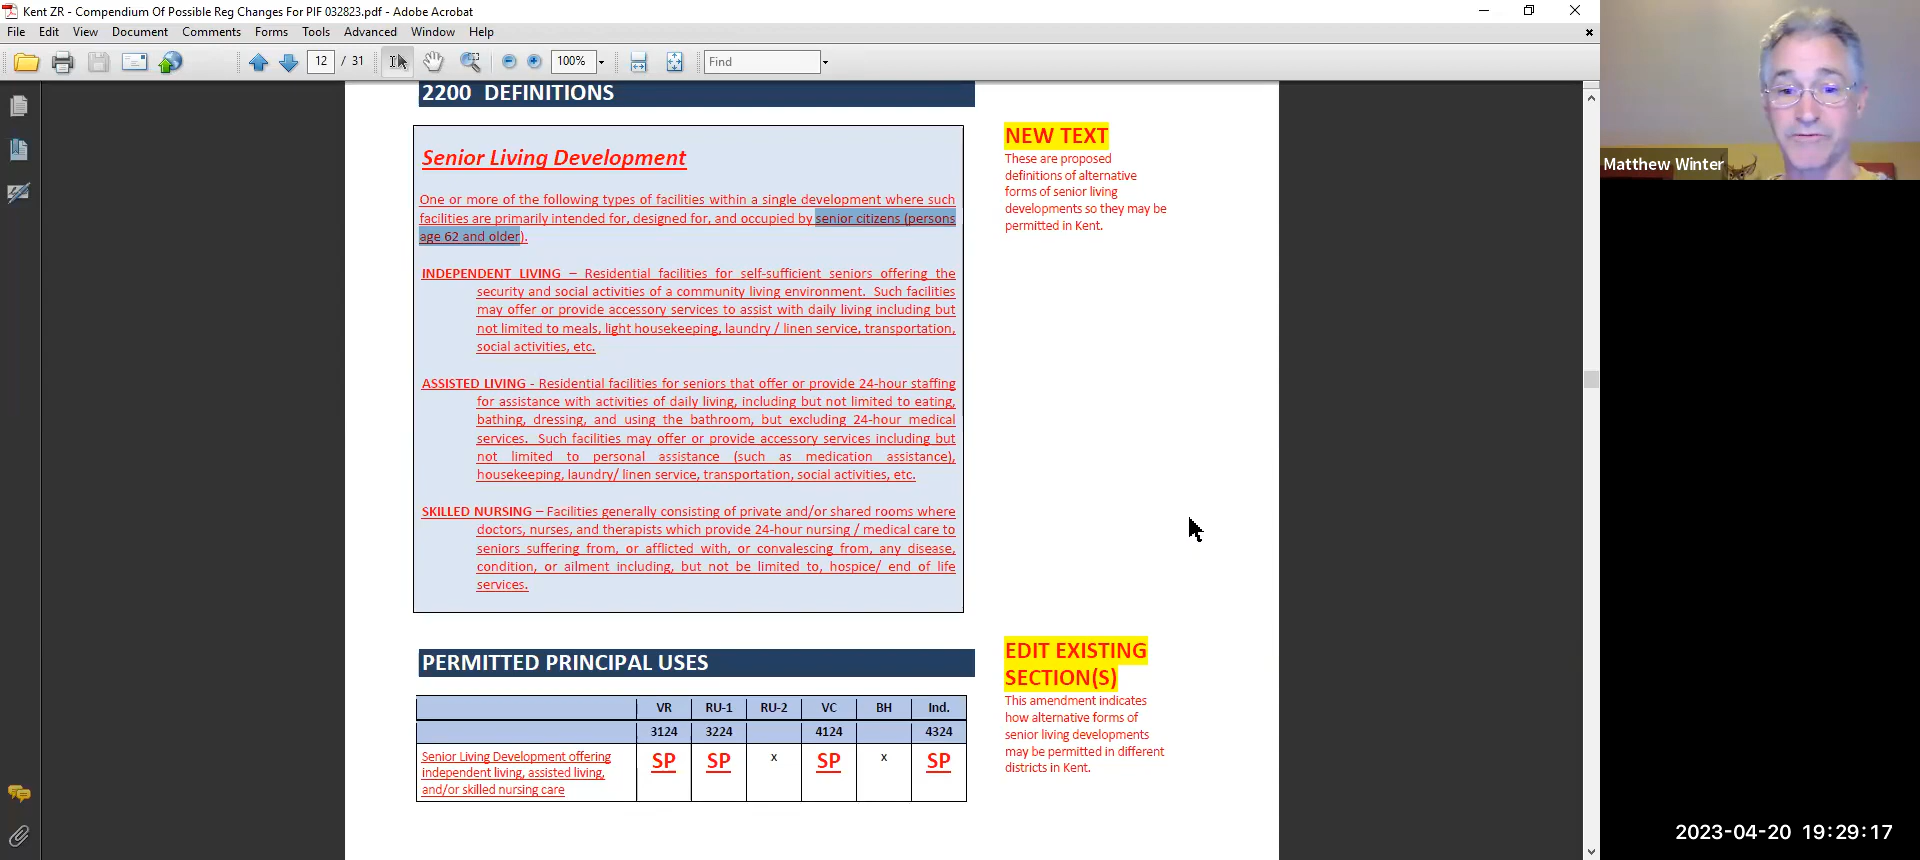 Kent ZR - Compendium Of Possible Reg Changes For PIF 032823.pdf - Adobe Acrobat
File Edit View Document Comments Forms Tools Advanced Window Help
12 / 31 100% Find
2200 DEFINITIONS
Senior Living Development
One or more of the following types of facilities within a single development where such
facilities are primarily intended for, designed for, and occupied by senior citizens (persons
age 62 and older).
INDEPENDENT LIVING – Residential facilities for self-sufficient seniors offering the
security and social activities of a community living environment. Such facilities
may offer or provide accessory services to assist with daily living including but
not limited to meals, light housekeeping, laundry / linen service, transportation,
social activities, etc.
ASSISTED LIVING - Residential facilities for seniors that offer or provide 24-hour staffing
for assistance with activities of daily living, including but not limited to eating,
bathing, dressing, and using the bathroom, but excluding 24-hour medical
services. Such facilities may offer or provide accessory services including but
not limited to personal assistance (such as medication assistance),
housekeeping, laundry/ linen service, transportation, social activities, etc.
SKILLED NURSING – Facilities generally consisting of private and/or shared rooms where
doctors, nurses, and therapists which provide 24-hour nursing / medical care to
seniors suffering from, or afflicted with, or convalescing from, any disease,
condition, or ailment including, but not be limited to, hospice/ end of life
services.
NEW TEXT
These are proposed
definitions of alternative
forms of senior living
developments so they may be
permitted in Kent.
PERMITTED PRINCIPAL USES
VR RU-1 RU-2 VC BH Ind.
3124 3224 4124 4324
Senior Living Development offering
independent living, assisted living,
and/or skilled nursing care
SP SP x SP x SP
EDIT EXISTING
SECTION(S)
This amendment indicates
how alternative forms of
senior living developments
may be permitted in different
districts in Kent.
Matthew Winter
2023-04-20 19:29:17